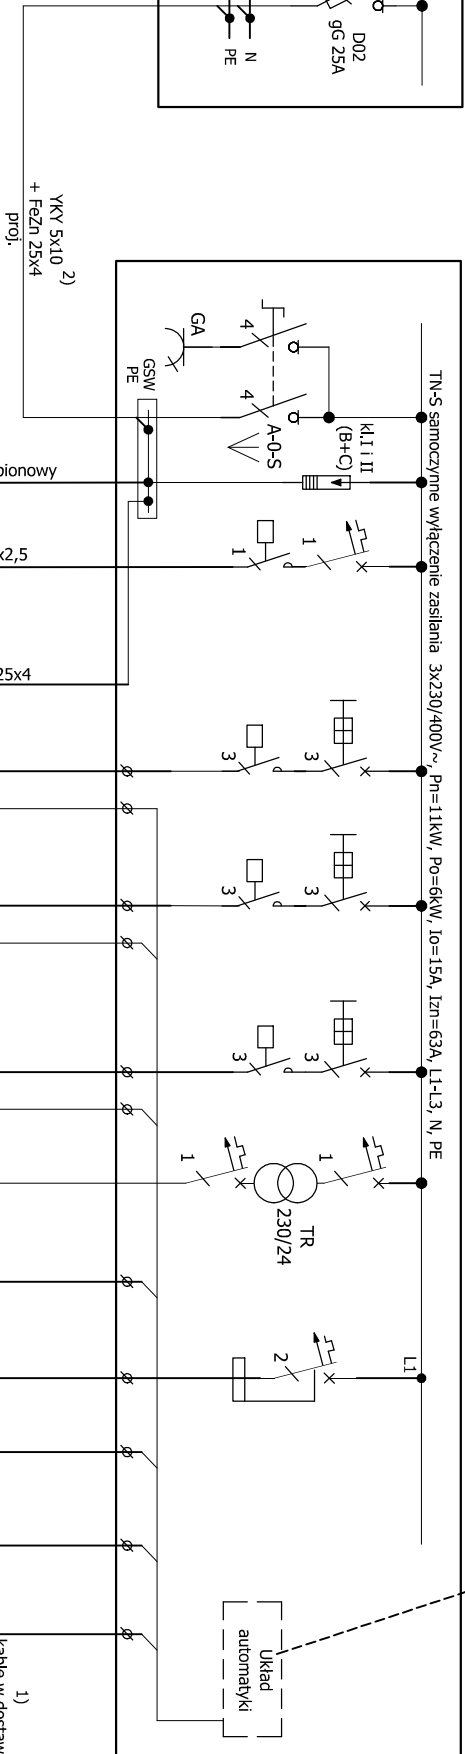 D02
gG 25A
N
PE
YKY 5x10 2)
+ FeZn 25x4
proj.
TN-S samoczynne wyłączenie zasilania 3x230/400V~, Pn=11kW, Po=6kW, Io=15A, Izn=63A, L1-L3, N, PE
GA
4
4
GSW
PE
A-0-S
kl.I i II
(B+C)
pionowy
x2,5
1
1
25x4
3
3
3
3
3
3
1
1
TR
230/24
L1
2
Układ
automatyki
1)
kable w dostaw